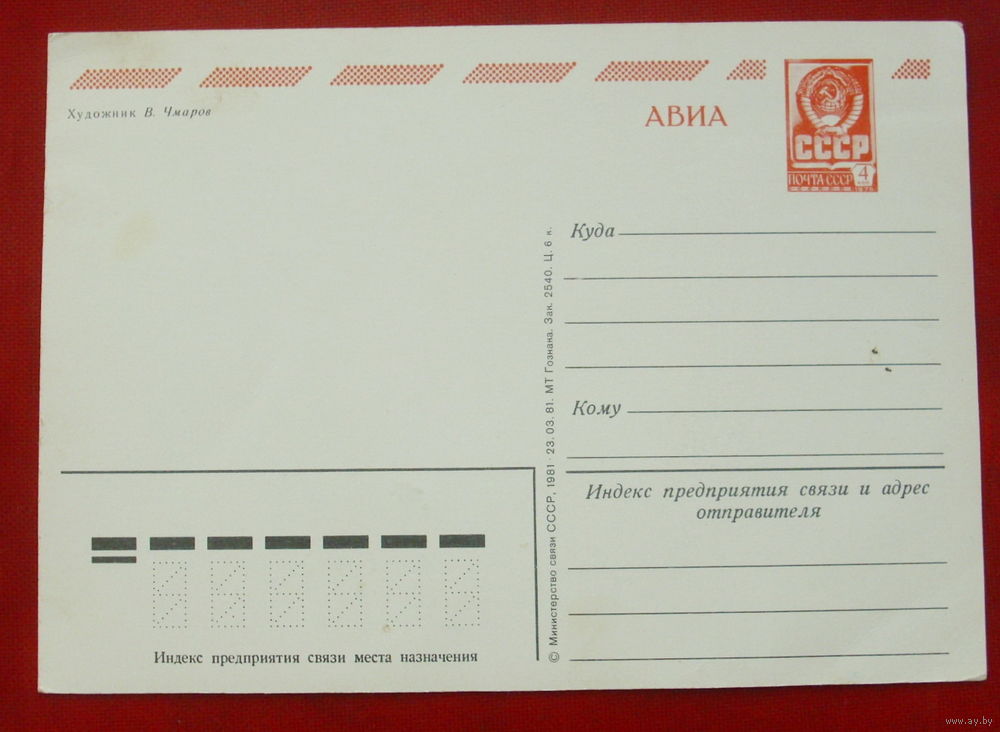 Художник В. Чмаров
АВИА
СССР
ПОЧТА СССР 4
Куда
Кому
© Министерство связи СССР, 1981 · 23. 03. 81. МТ Гознака. Зак. 2540. Ц. 6 к.
Индекс предприятия связи и адрес
отправителя
Индекс предприятия связи места назначения
www.ay.by